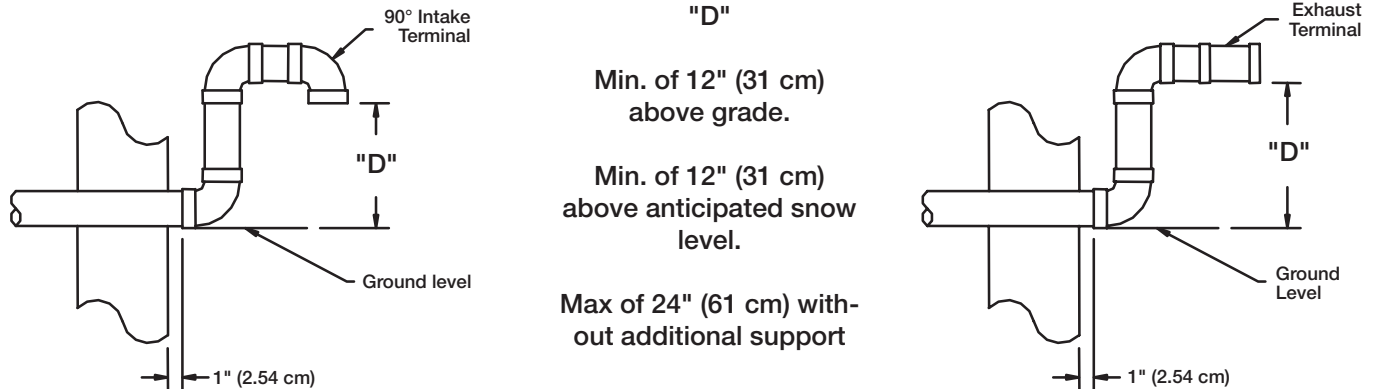 90° Intake
Terminal
"D"
Ground level
1" (2.54 cm)
"D"
Min. of 12" (31 cm)
above grade.
Min. of 12" (31 cm)
above anticipated snow
level.
Max of 24" (61 cm) with-
out additional support
Exhaust
Terminal
"D"
Ground
Level
1" (2.54 cm)